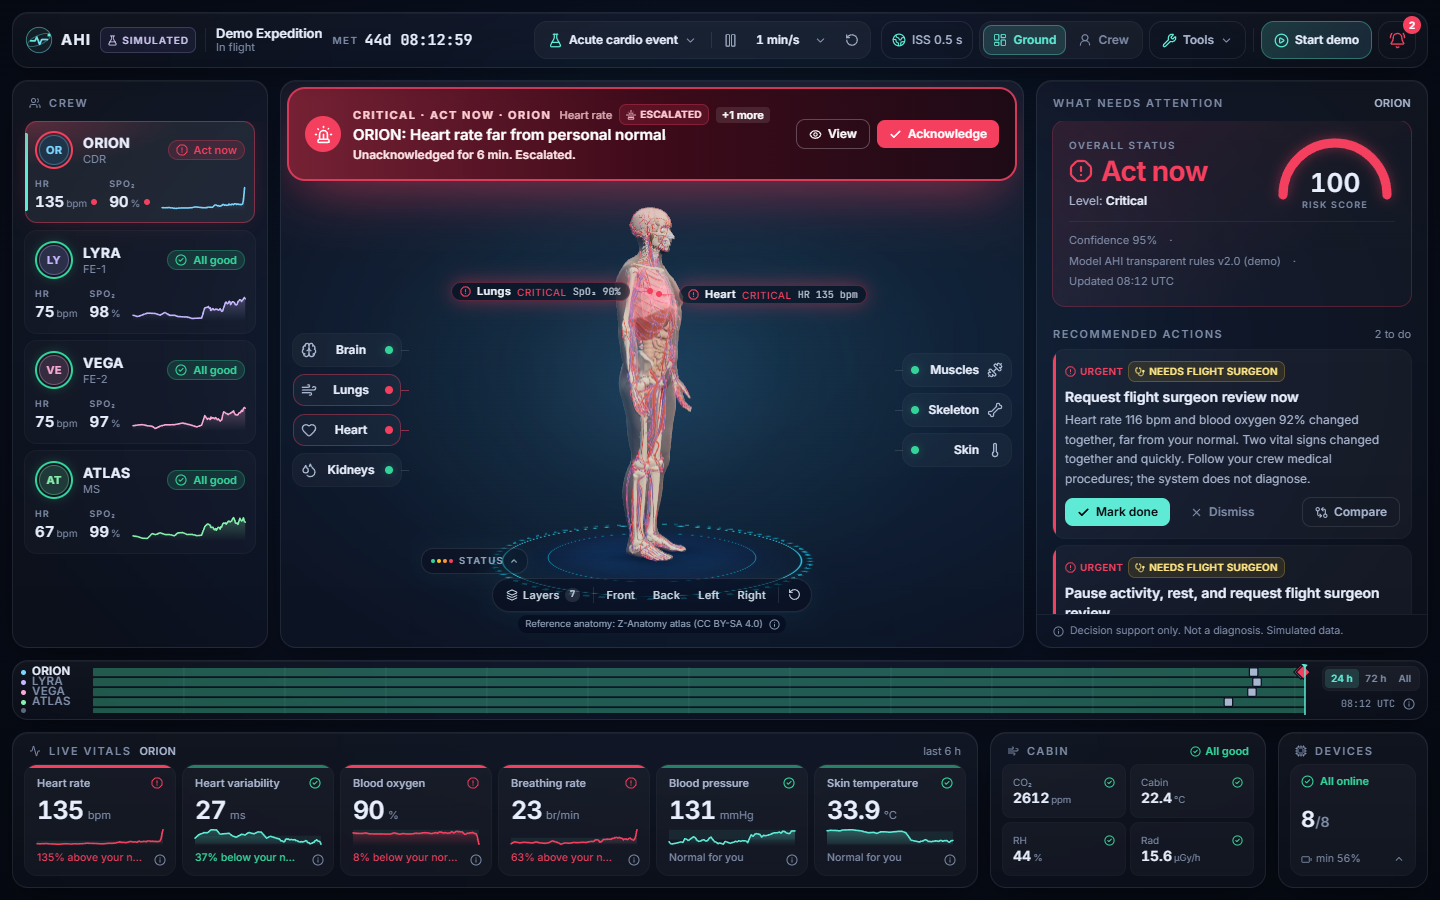 AHI
SIMULATED
Demo Expedition
In flight
MET 44d 08:12:59
Acute cardio event
1 min/s
ISS 0.5 s
Ground
Crew
Tools
Start demo
2
CREW
OR
ORION
CDR
Act now
HR
135 bpm
SPO₂
90 %
LY
LYRA
FE-1
All good
HR
75 bpm
SPO₂
98 %
VE
VEGA
FE-2
All good
HR
75 bpm
SPO₂
97 %
AT
ATLAS
MS
All good
HR
67 bpm
SPO₂
99 %
CRITICAL · ACT NOW · ORION Heart rate ESCALATED +1 more
ORION: Heart rate far from personal normal
Unacknowledged for 6 min. Escalated.
View
Acknowledge
Lungs CRITICAL SpO₂ 90%
Heart CRITICAL HR 135 bpm
Brain
Lungs
Heart
Kidneys
Muscles
Skeleton
Skin
STATUS
Layers 7 Front Back Left Right
Reference anatomy: Z-Anatomy atlas (CC BY-SA 4.0)
WHAT NEEDS ATTENTION ORION
OVERALL STATUS
Act now
Level: Critical
100
RISK SCORE
Confidence 95% ·
Model AHI transparent rules v2.0 (demo) ·
Updated 08:12 UTC
RECOMMENDED ACTIONS 2 to do
URGENT NEEDS FLIGHT SURGEON
Request flight surgeon review now
Heart rate 116 bpm and blood oxygen 92% changed
together, far from your normal. Two vital signs changed
together and quickly. Follow your crew medical
procedures; the system does not diagnose.
Mark done Dismiss Compare
URGENT NEEDS FLIGHT SURGEON
Pause activity, rest, and request flight surgeon
review
Decision support only. Not a diagnosis. Simulated data.
ORION
LYRA
VEGA
ATLAS
24 h 72 h All
08:12 UTC
LIVE VITALS ORION last 6 h
Heart rate
135 bpm
135% above your n...
Heart variability
27 ms
37% below your n...
Blood oxygen
90 %
8% below your nor...
Breathing rate
23 br/min
63% above your n...
Blood pressure
131 mmHg
Normal for you
Skin temperature
33.9 °C
Normal for you
CABIN All good
CO₂
2612 ppm
Cabin
22.4 °C
RH
44 %
Rad
15.6 µGy/h
DEVICES
All online
8/8
min 56%